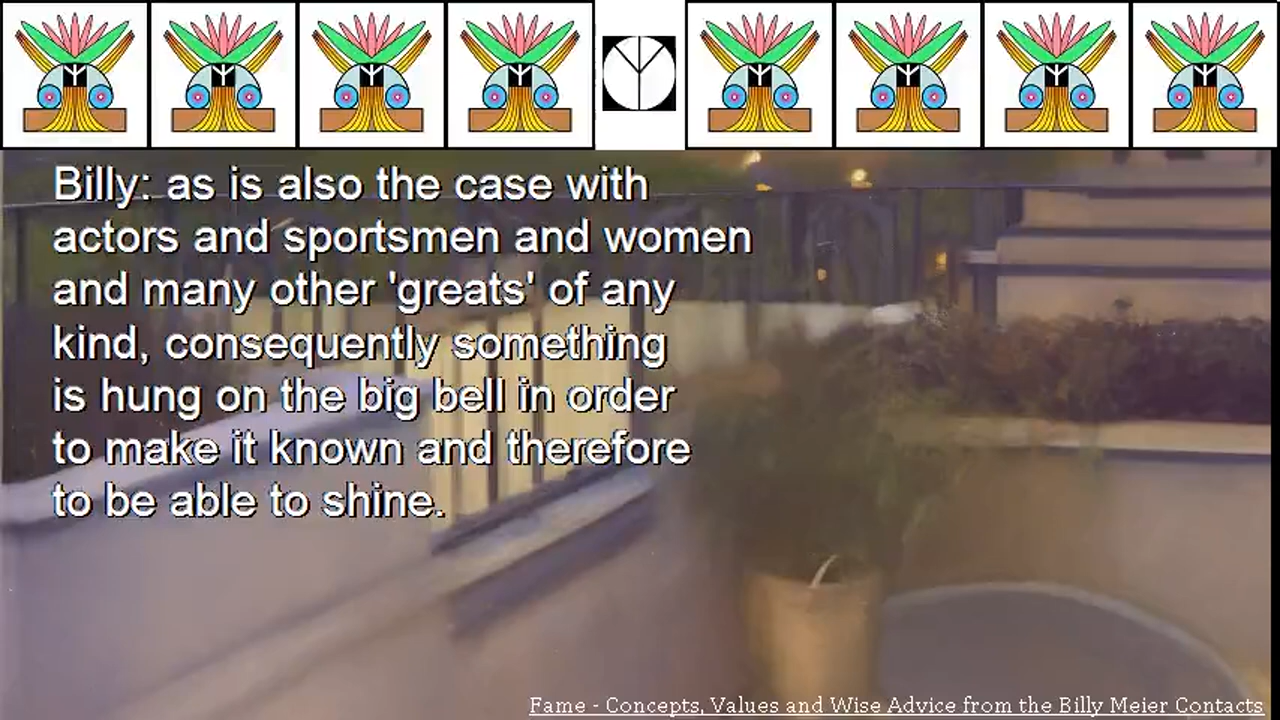 Billy: as is also the case with
actors and sportsmen and women
and many other 'greats' of any
kind, consequently something
is hung on the big bell in order
to make it known and therefore
to be able to shine.
Fame - Concepts, Values and Wise Advice from the Billy Meier Contacts